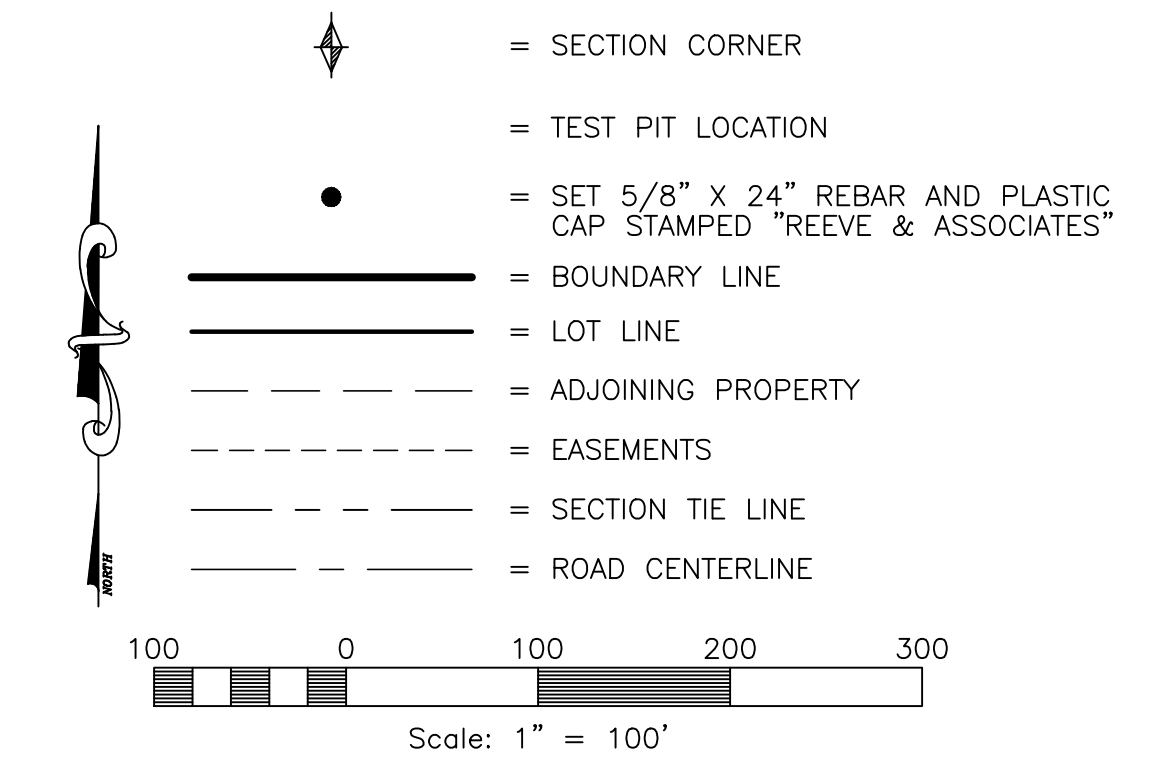 = SECTION CORNER
= TEST PIT LOCATION
= SET 5/8" X 24" REBAR AND PLASTIC
CAP STAMPED "REEVE & ASSOCIATES"
= BOUNDARY LINE
= LOT LINE
= ADJOINING PROPERTY
= EASEMENTS
= SECTION TIE LINE
= ROAD CENTERLINE
NORTH
100 0 100 200 300
Scale: 1" = 100'